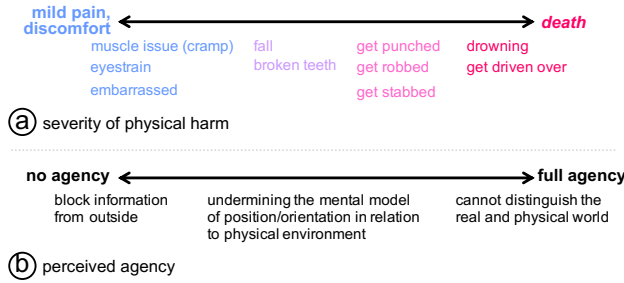 mild pain,
discomfort
death
muscle issue (cramp)
fall
get punched
drowning
eyestrain
broken teeth
get robbed
get driven over
embarrassed
get stabbed
a severity of physical harm
no agency
full agency
block information
from outside
undermining the mental model
of position/orientation in relation
to physical environment
cannot distinguish the
real and physical world
b perceived agency